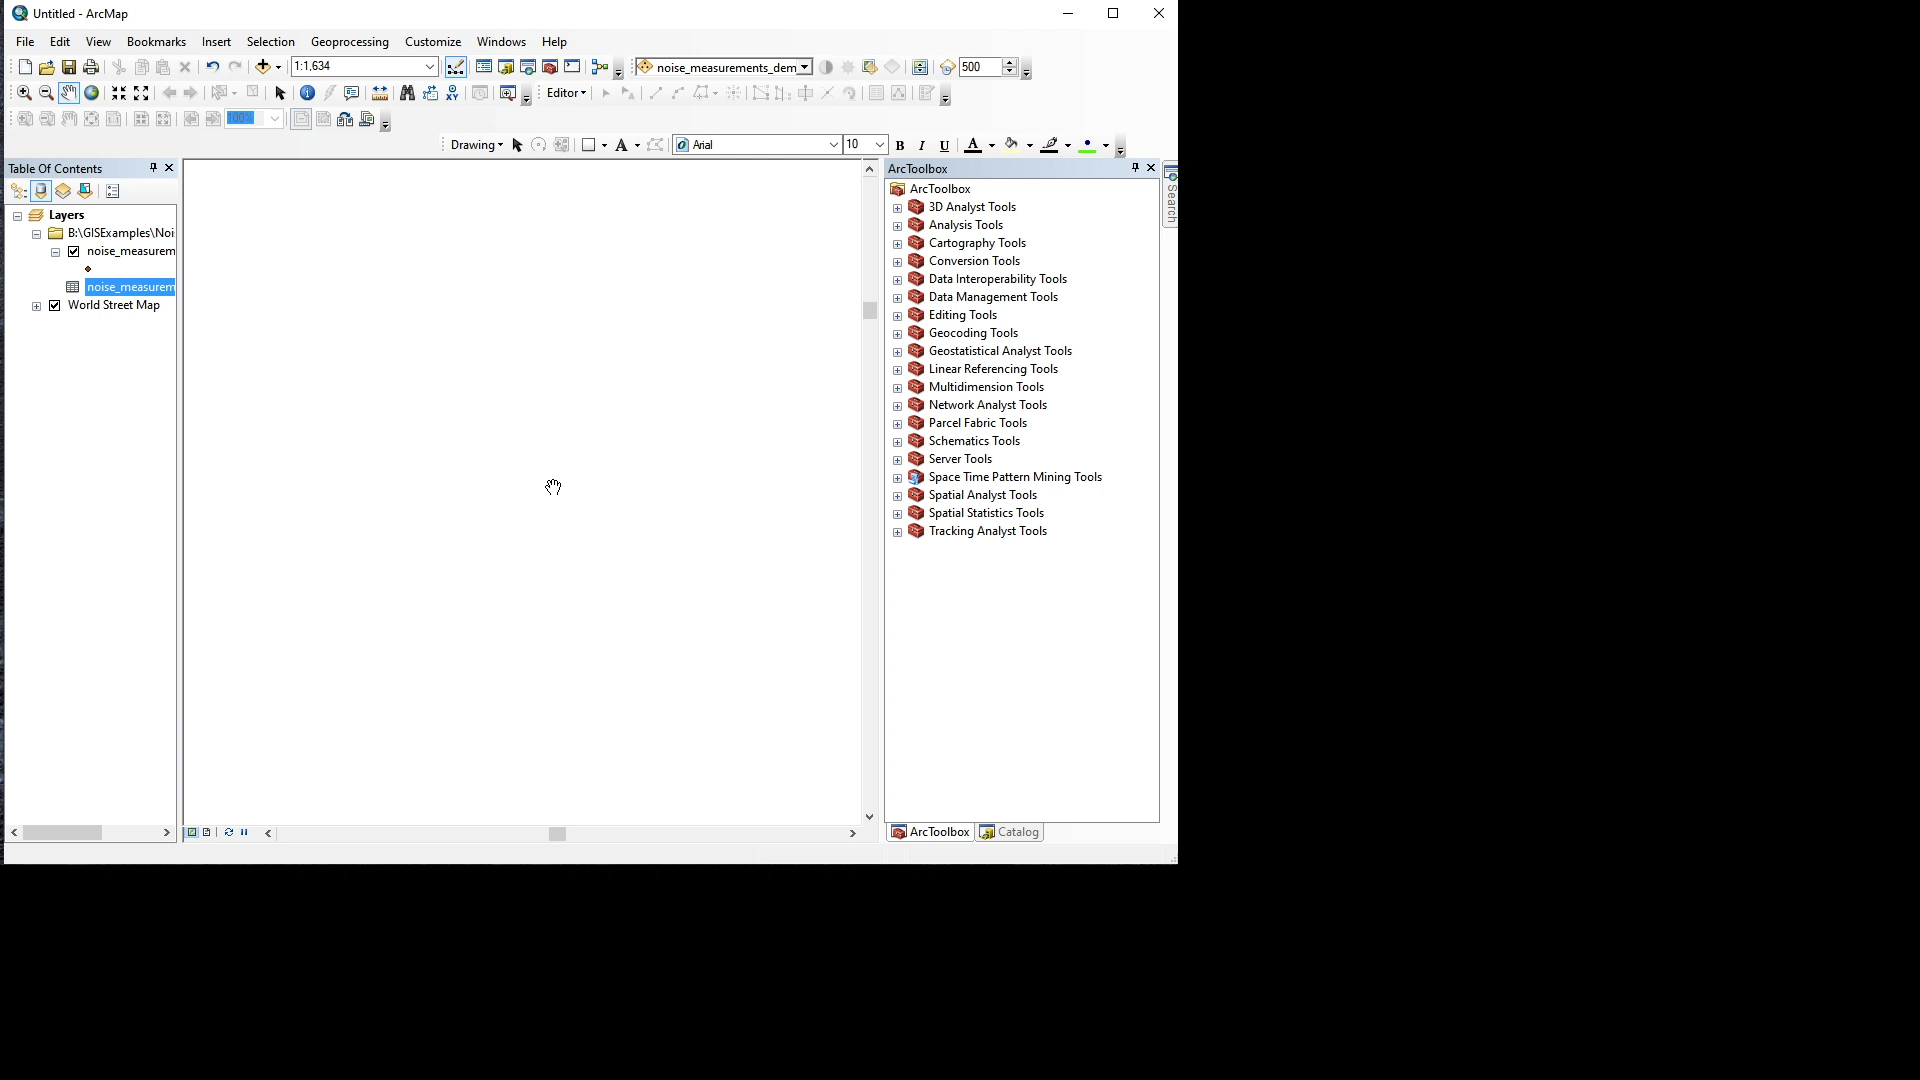 Untitled - ArcMap
File Edit View Bookmarks Insert Selection Geoprocessing Customize Windows Help
1:1,634 noise_measurements_dem 500
Editor
100%
Drawing A Arial 10 B I U A
Table Of Contents
ArcToolbox
Search
Layers
B:\GISExamples\Noi
noise_measurem
noise_measurem
World Street Map
ArcToolbox
3D Analyst Tools
Analysis Tools
Cartography Tools
Conversion Tools
Data Interoperability Tools
Data Management Tools
Editing Tools
Geocoding Tools
Geostatistical Analyst Tools
Linear Referencing Tools
Multidimension Tools
Network Analyst Tools
Parcel Fabric Tools
Schematics Tools
Server Tools
Space Time Pattern Mining Tools
Spatial Analyst Tools
Spatial Statistics Tools
Tracking Analyst Tools
ArcToolbox Catalog